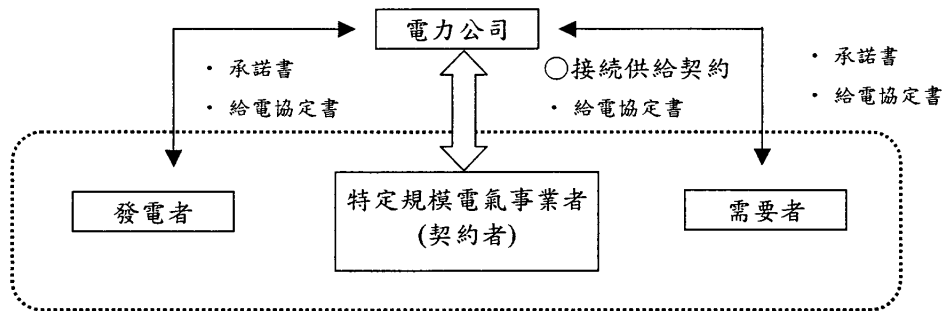 電力公司
· 承諾書
· 給電協定書
○接続供給契約
· 給電協定書
· 承諾書
· 給電協定書
發電者
特定規模電氣事業者
(契約者)
需要者